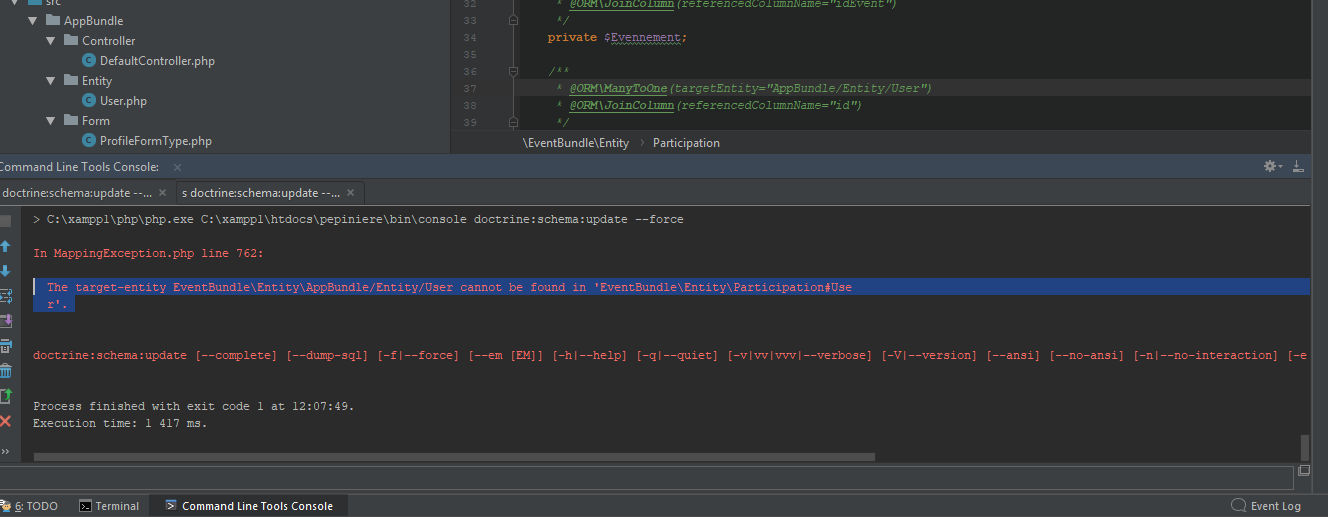 src
AppBundle
Controller
DefaultController.php
Entity
User.php
Form
ProfileFormType.php
32 * @ORM\JoinColumn(referencedColumnName="idEvent")
33 */
34 private $Evennement;
35
36 /**
37 * @ORM\ManyToOne(targetEntity="AppBundle/Entity/User")
38 * @ORM\JoinColumn(referencedColumnName="id")
39 */
\EventBundle\Entity › Participation
Command Line Tools Console:
doctrine:schema:update --... s doctrine:schema:update --...
> C:\xamppl\php\php.exe C:\xamppl\htdocs\pepiniere\bin\console doctrine:schema:update --force
In MappingException.php line 762:
The target-entity EventBundle\Entity\AppBundle/Entity/User cannot be found in 'EventBundle\Entity\Participation#Use
r'.
doctrine:schema:update [--complete] [--dump-sql] [-f|--force] [--em [EM]] [-h|--help] [-q|--quiet] [-v|vv|vvv|--verbose] [-V|--version] [--ansi] [--no-ansi] [-n|--no-interaction] [-e
Process finished with exit code 1 at 12:07:49.
Execution time: 1 417 ms.
6: TODO Terminal Command Line Tools Console Event Log